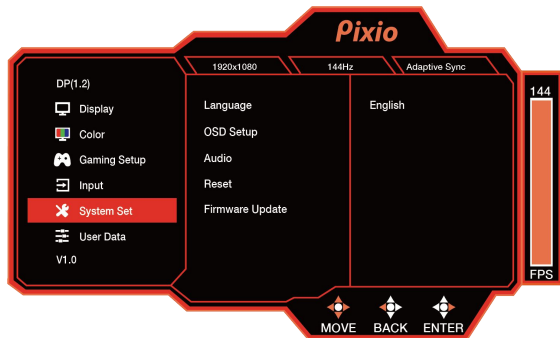 Pixio
1920x1080
144Hz
Adaptive Sync
DP(1.2)
Display
Color
Gaming Setup
Input
System Set
User Data
V1.0
Language
OSD Setup
Audio
Reset
Firmware Update
English
144
FPS
MOVE
BACK
ENTER